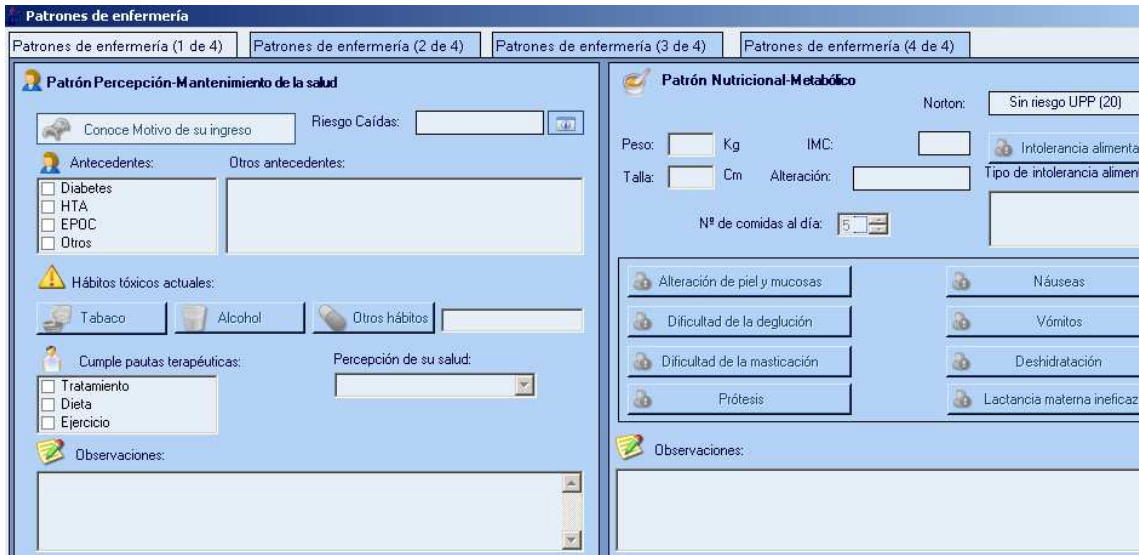 Patrones de enfermería
Patrones de enfermería (1 de 4)
Patrones de enfermería (2 de 4)
Patrones de enfermería (3 de 4)
Patrones de enfermería (4 de 4)
Patrón Percepción-Mantenimiento de la salud
Conoce Motivo de su ingreso
Riesgo Caídas:
Antecedentes:
Otros antecedentes:
Diabetes
HTA
EPOC
Otros
Hábitos tóxicos actuales:
Tabaco
Alcohol
Otros hábitos
Cumple pautas terapéuticas:
Percepción de su salud:
Tratamiento
Dieta
Ejercicio
Observaciones:
Patrón Nutricional-Metabólico
Norton:
Sin riesgo UPP (20)
Peso:
Kg
IMC:
Intolerancia alimenta
Talla:
Cm
Alteración:
Tipo de intolerancia alimen
Nº de comidas al día:
5
Alteración de piel y mucosas
Náuseas
Dificultad de la deglución
Vómitos
Dificultad de la masticación
Deshidratación
Prótesis
Lactancia materna ineficaz
Observaciones: